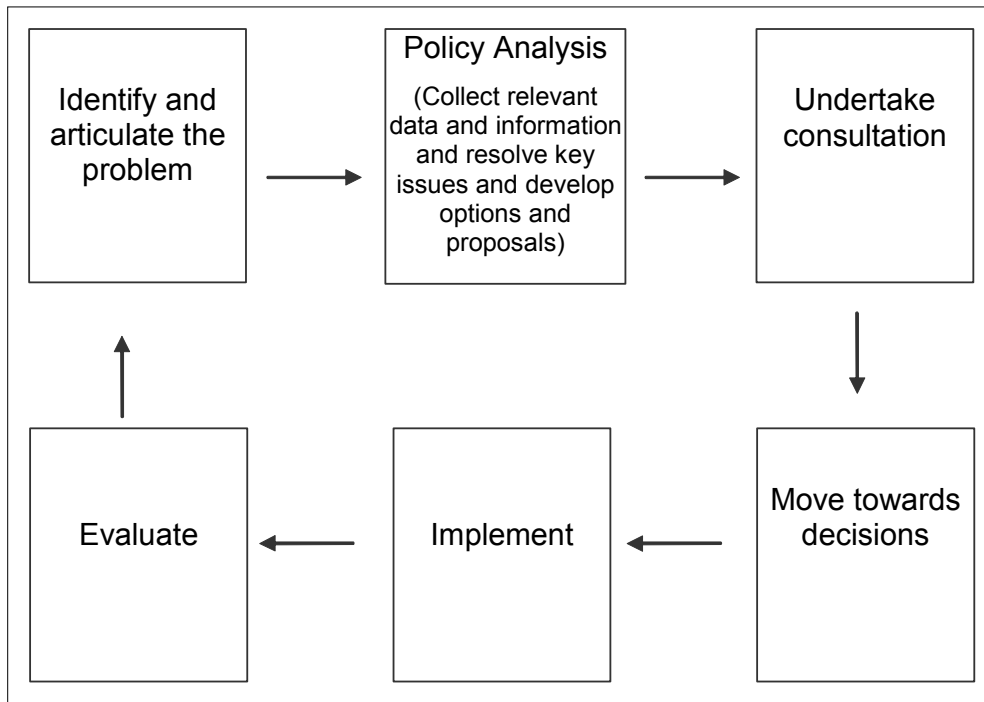 Identify and
articulate the
problem
Policy Analysis
(Collect relevant
data and information
and resolve key
issues and develop
options and
proposals)
Undertake
consultation
Move towards
decisions
Implement
Evaluate